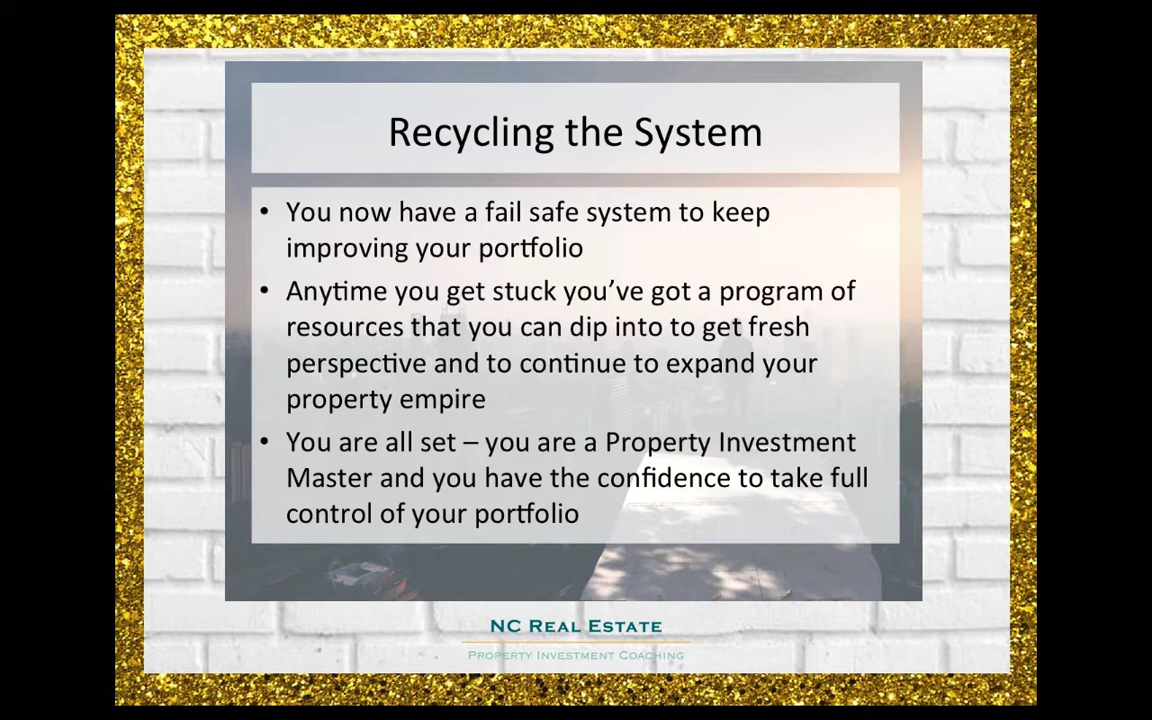 Recycling the System
• You now have a fail safe system to keep
improving your portfolio
• Anytime you get stuck you've got a program of
resources that you can dip into to get fresh
perspective and to continue to expand your
property empire
• You are all set – you are a Property Investment
Master and you have the confidence to take full
control of your portfolio
NC REAL ESTATE
PROPERTY INVESTMENT COACHING